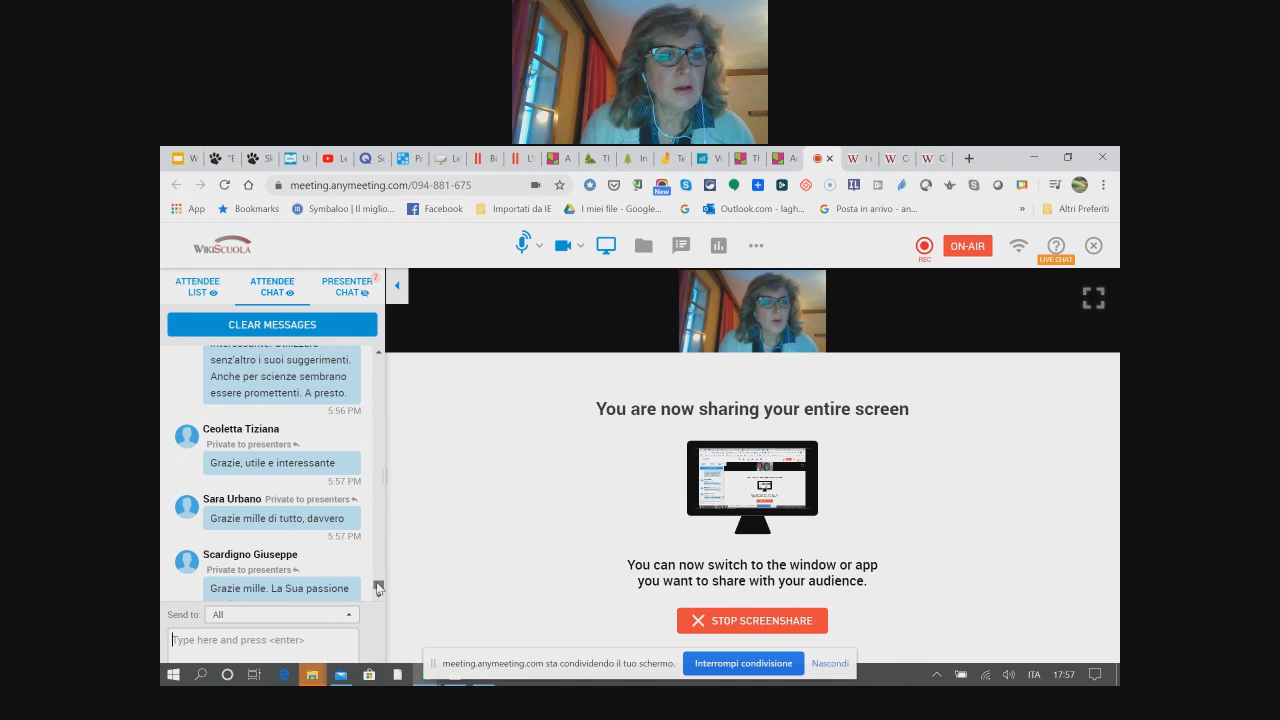 meeting.anymeeting.com/094-881-675
New
App
Bookmarks
Symbaloo | Il miglio...
Facebook
Importati da IE
I miei file - Google...
Outlook.com - lagh...
Posta in arrivo - an...
»
Altri Preferiti
WIKISCUOLA
REC
ON-AIR
LIVE CHAT
ATTENDEE
LIST
ATTENDEE
CHAT
PRESENTER
CHAT
7
CLEAR MESSAGES
senz'altro i suoi suggerimenti.
Anche per scienze sembrano
essere promettenti. A presto.
5:56 PM
Ceoletta Tiziana
Private to presenters
Grazie, utile e interessante
5:57 PM
Sara Urbano Private to presenters
Grazie mille di tutto, davvero
5:57 PM
Scardigno Giuseppe
Private to presenters
Grazie mille. La Sua passione
Send to: All
Type here and press <enter>
You are now sharing your entire screen
You can now switch to the window or app
you want to share with your audience.
STOP SCREENSHARE
meeting.anymeeting.com sta condividendo il tuo schermo.
Interrompi condivisione
Nascondi
ITA
17:57